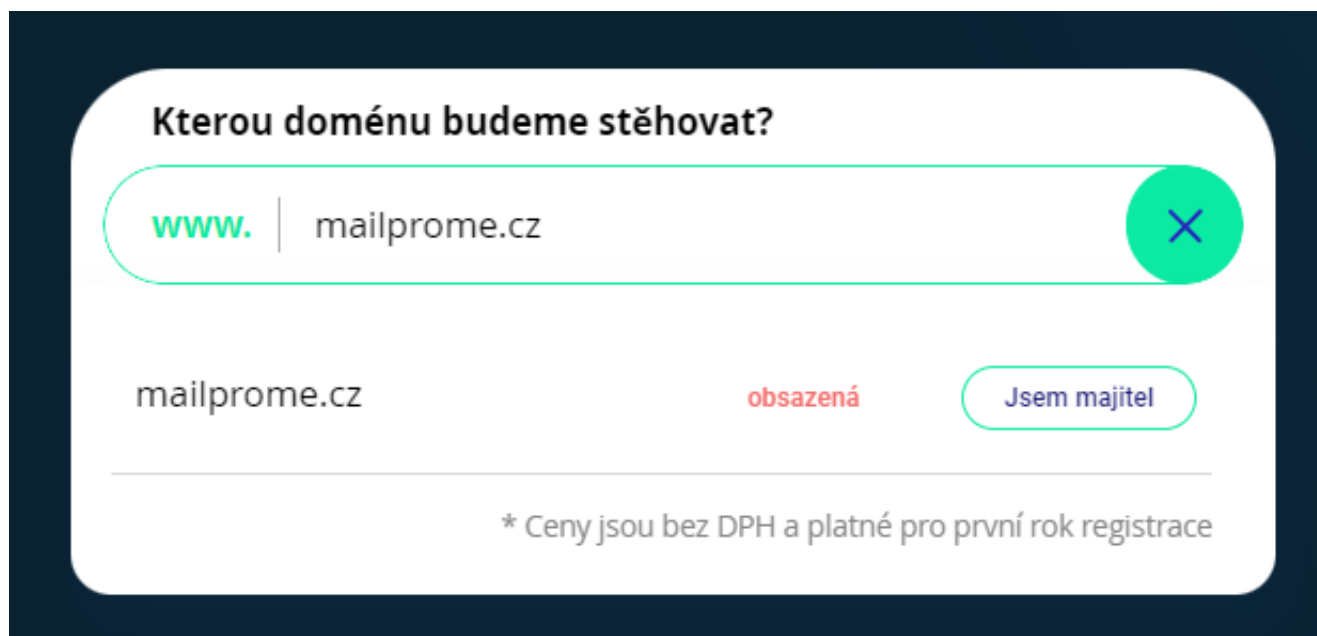 Kterou doménu budeme stěhovat?
www. mailprome.cz
mailprome.cz obsazená Jsem majitel
* Ceny jsou bez DPH a platné pro první rok registrace